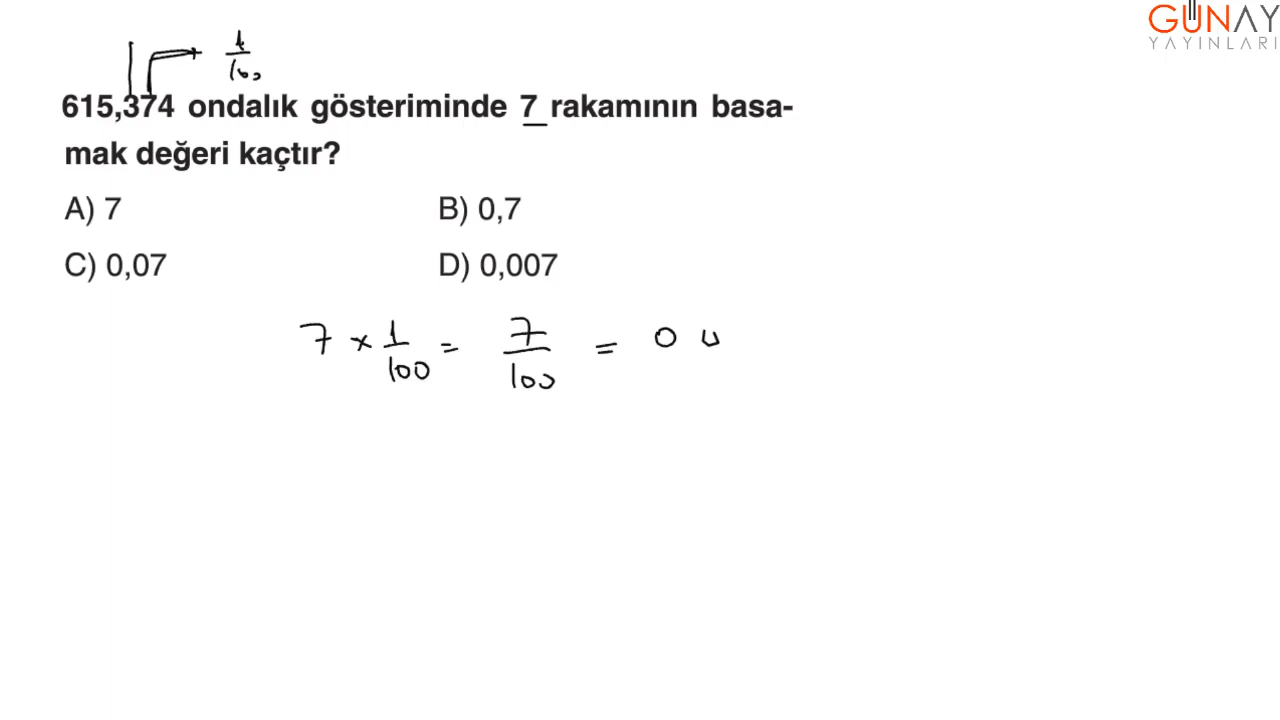 GÜNAY
YAYINLARI
1/100
615,374 ondalık gösteriminde 7 rakamının basa-
mak değeri kaçtır?
A) 7 B) 0,7
C) 0,07 D) 0,007
7 x 1/100 = 7/100 = 0